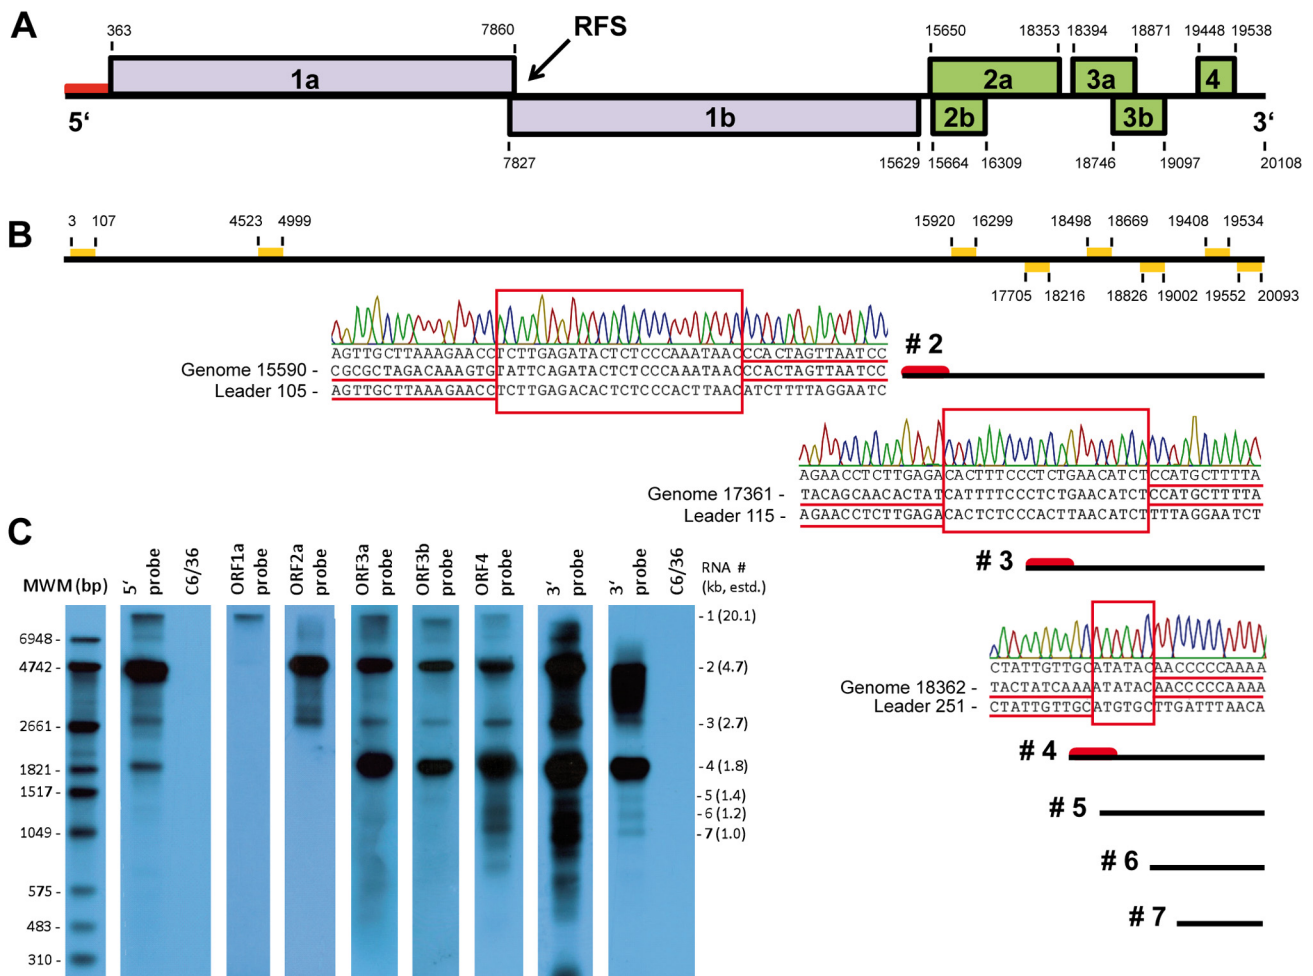 A
363 7860 RFS 15650 18353 18394 18871 19448 19538
1a 2a 3a 4
5‘ 1b 2b 3b 3‘
7827 15629 15664 16309 18746 19097 20108
B
3 107 4523 4999 15920 16299 18498 18669 19408 19534
17705 18216 18826 19002 19552 20093
AGTTGCTTAAAGAACCTCTTGAGATACTCTCCCAAATAACCCACTAGTTAATCC
Genome 15590 - CGCGCTAGACAAAGTGTATTCAGATACTCTCCCAAATAACCCACTAGTTAATCC
Leader 105 - AGTTGCTTAAAGAACCTCTTGAGACACTCTCCCACTTAACATCTTTTAGGAATC
# 2
AGAACCTCTTGAGACACTTTCCCTCTGAACATCTCCATGCTTTTA
Genome 17361 - TACAGCAACACTATCATTTTCCCTCTGAACATCTCCATGCTTTTA
Leader 115 - AGAACCTCTTGAGACACTCTCCCACTTAACATCTTTTAGGAATCT
# 3
CTATTGTTGCATATACAACCCCCAAAA
Genome 18362 - TACTATCAAAATATACAACCCCCAAAA
Leader 251 - CTATTGTTGCATGTGCTTGATTTAACA
# 4
# 5
# 6
# 7
C
MWM (bp)
5‘ probe
C6/36
ORF1a probe
ORF2a probe
ORF3a probe
ORF3b probe
ORF4 probe
3‘ probe
3‘ probe
C6/36
RNA #
(kb, estd.)
6948 -
4742 -
2661 -
1821 -
1517 -
1049 -
575 -
483 -
310 -
- 1 (20.1)
- 2 (4.7)
- 3 (2.7)
- 4 (1.8)
- 5 (1.4)
- 6 (1.2)
- 7 (1.0)